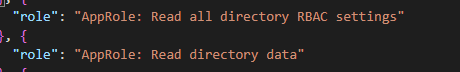 }, {
"role": "AppRole: Read all directory RBAC settings"
}, {
"role": "AppRole: Read directory data"
}, {